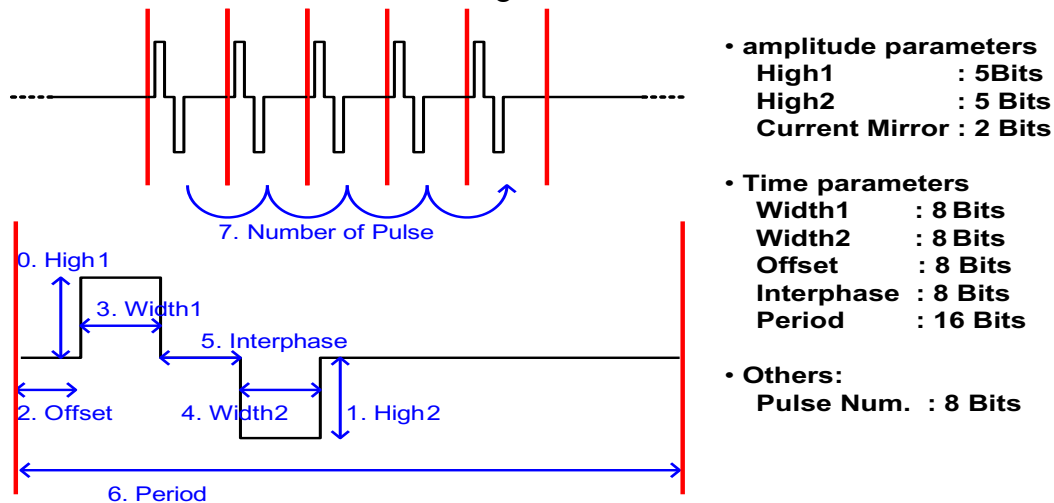 7. Number of Pulse
0. High1
3. Width1
5. Interphase
2. Offset
4. Width2
1. High2
6. Period
• amplitude parameters
High1 : 5Bits
High2 : 5 Bits
Current Mirror : 2 Bits
• Time parameters
Width1 : 8 Bits
Width2 : 8 Bits
Offset : 8 Bits
Interphase : 8 Bits
Period : 16 Bits
• Others:
Pulse Num. : 8 Bits